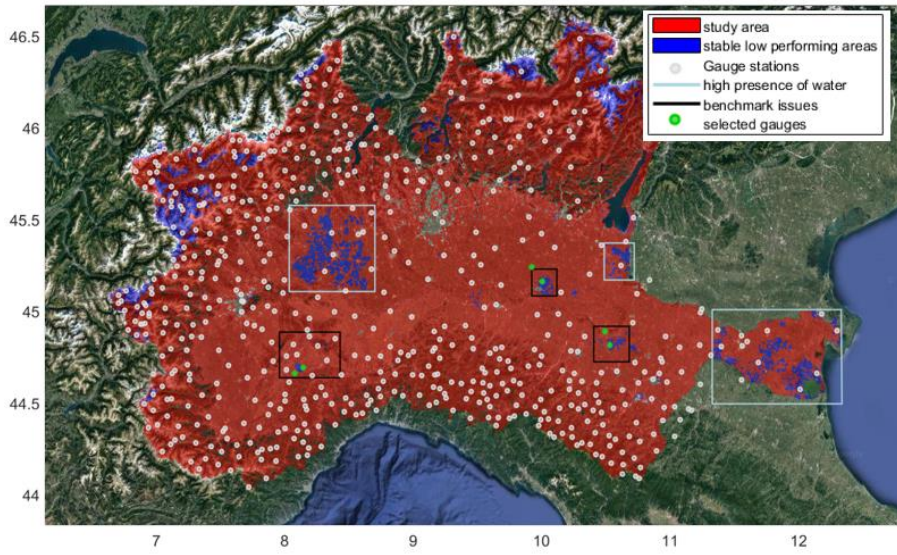 46.5
46
45.5
45
44.5
44
7
8
9
10
11
12
study area
stable low performing areas
Gauge stations
high presence of water
benchmark issues
selected gauges